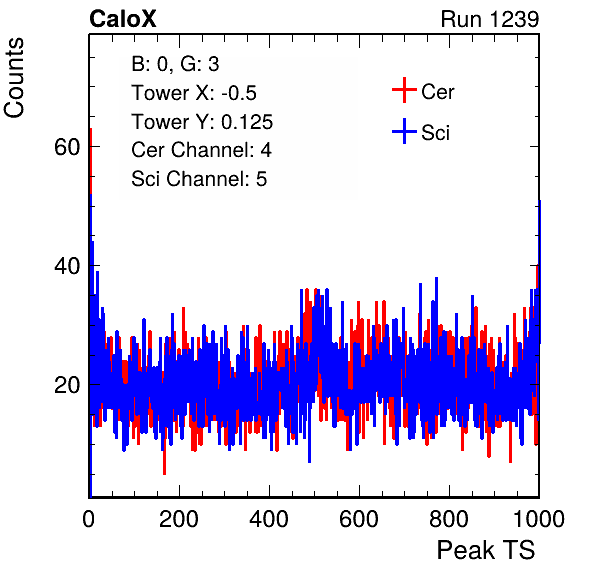 CaloX Run 1239
Counts
B: 0, G: 3
Tower X: -0.5
Tower Y: 0.125
Cer Channel: 4
Sci Channel: 5
Cer
Sci
60
40
20
0 200 400 600 800 1000
Peak TS